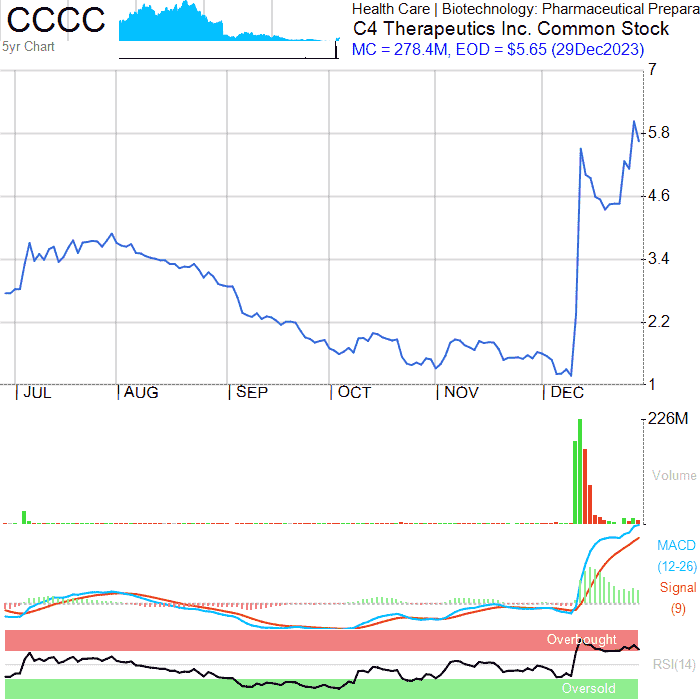 CCCC
5yr Chart
Health Care | Biotechnology: Pharmaceutical Prepara
C4 Therapeutics Inc. Common Stock
MC = 278.4M, EOD = $5.65 (29Dec2023)
7
5.8
4.6
3.4
2.2
1
JUL AUG SEP OCT NOV DEC
226M
Volume
MACD
(12-26)
Signal
(9)
Overbought
RSI(14)
Oversold